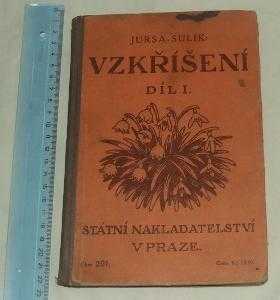 JURSA-SULÍK:
VZKŘÍŠENÍ
DÍL I.
STÁTNÍ NAKLADATELSTVÍ
V PRAZE.